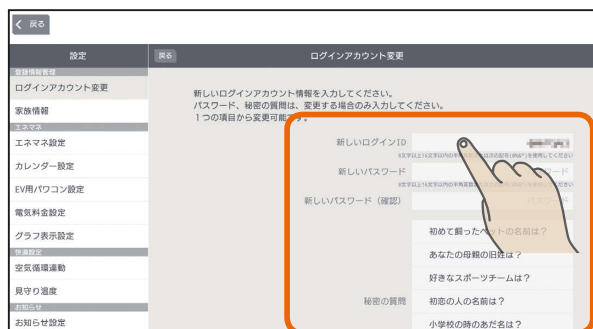 戻る
設定
戻る
ログインアカウント変更
登録情報管理
ログインアカウント変更
家族情報
エネマネ
エネマネ設定
カレンダー設定
EV用パワコン設定
電気料金設定
グラフ表示設定
快適設定
空気循環連動
見守り温度
お知らせ
お知らせ設定
新しいログインアカウント情報を入力してください。
パスワード、秘密の質問は、変更する場合のみ入力してください。
1つの項目から変更可能です。
新しいログインID
新しいパスワード
新しいパスワード（確認）
秘密の質問
初めて飼ったペットの名前は？
あなたの母親の旧姓は？
好きなスポーツチームは？
初恋の人の名前は？
小学校の時のあだ名は？